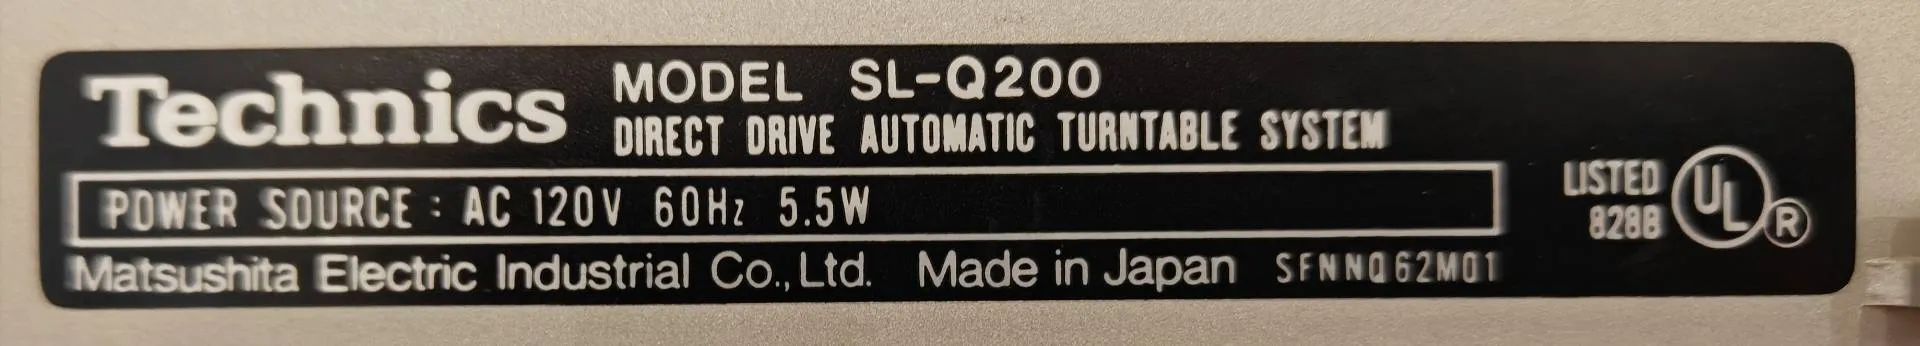 Technics MODEL SL-Q200
DIRECT DRIVE AUTOMATIC TURNTABLE SYSTEM
POWER SOURCE : AC 120V 60Hz 5.5W
Matsushita Electric Industrial Co., Ltd. Made in Japan SFNNQ62M01
LISTED
828B
UL
R